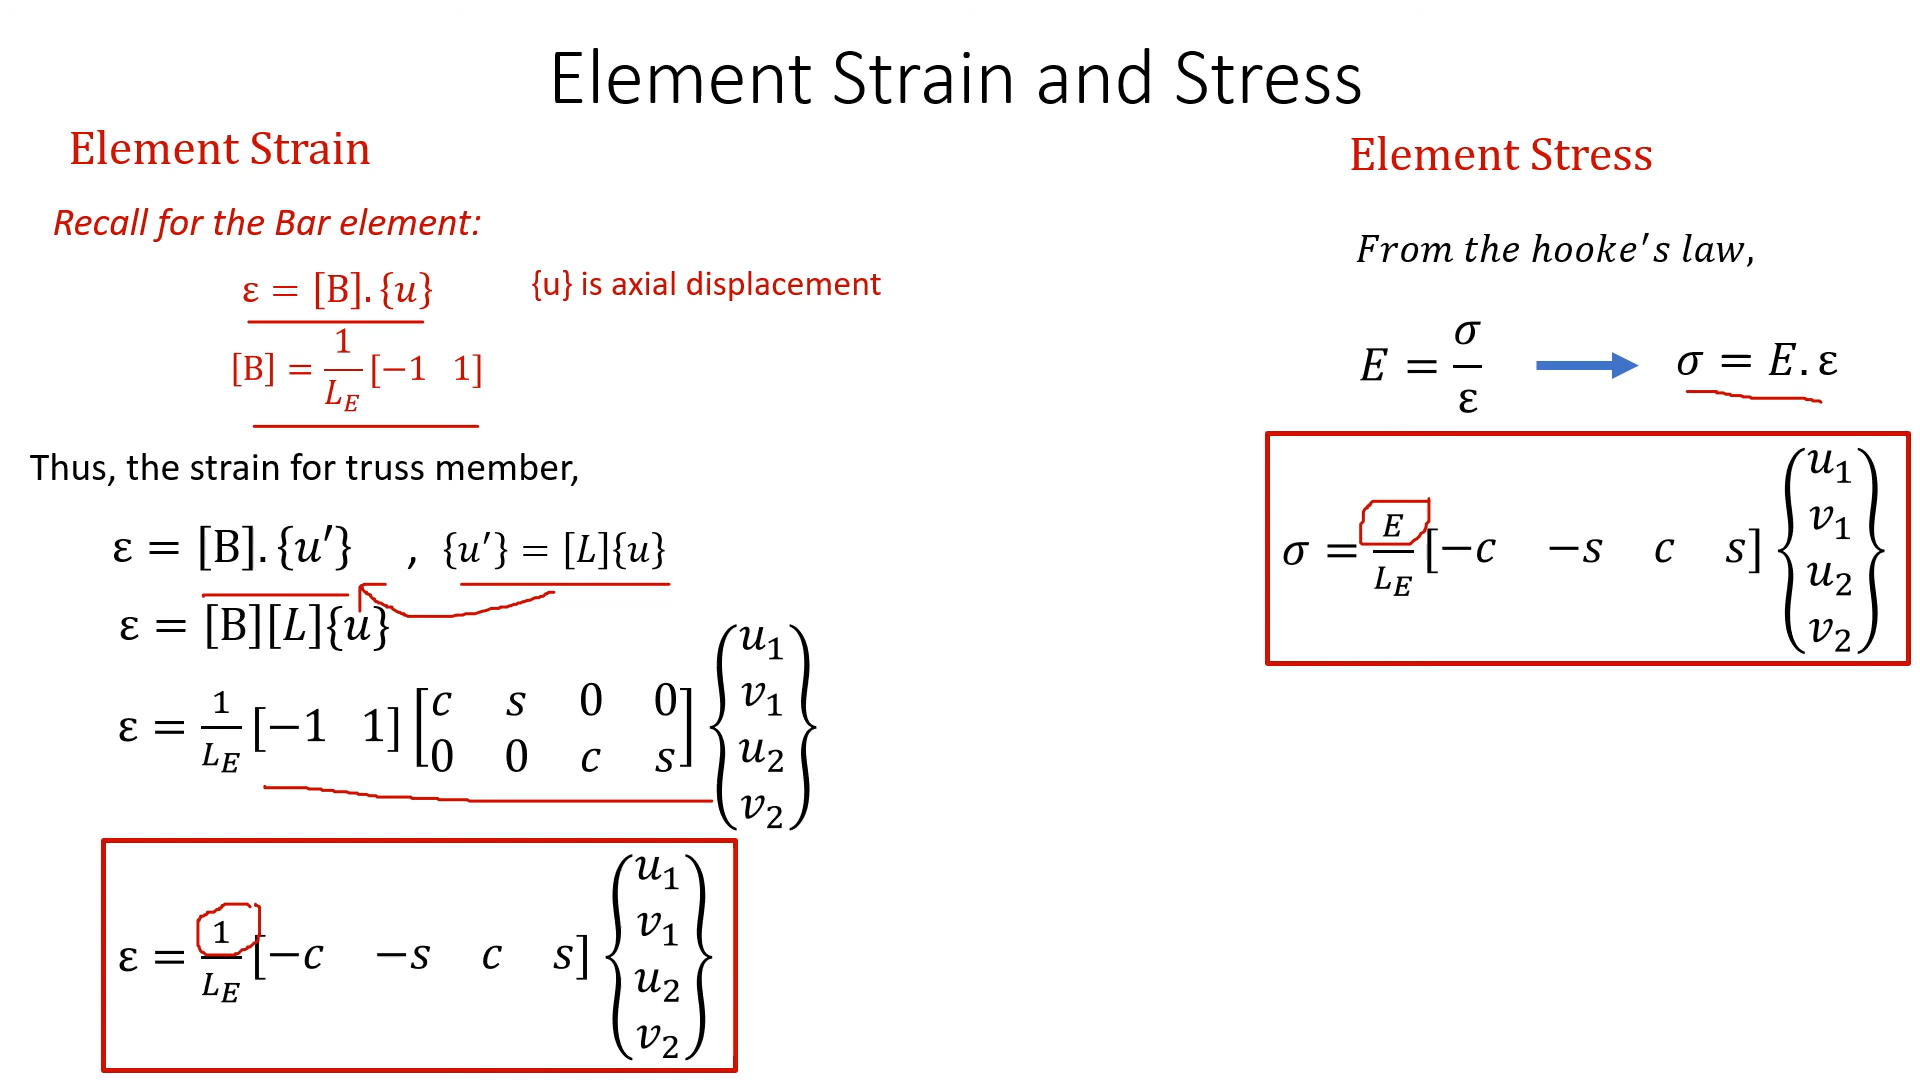 Element Strain and Stress
Element Strain
Recall for the Bar element:
ε = [B]. {u}
{u} is axial displacement
[B] = 1/L_E [−1 1]
Thus, the strain for truss member,
ε = [B]. {u′} , {u′} = [L]{u}
ε = [B][L]{u}
ε = 1/L_E [−1 1] [c s 0 0; 0 0 c s] {u₁ v₁ u₂ v₂}
ε = 1/L_E [−c −s c s] {u₁ v₁ u₂ v₂}
Element Stress
From the hooke′s law,
E = σ/ε
σ = E. ε
σ = E/L_E [−c −s c s] {u₁ v₁ u₂ v₂}